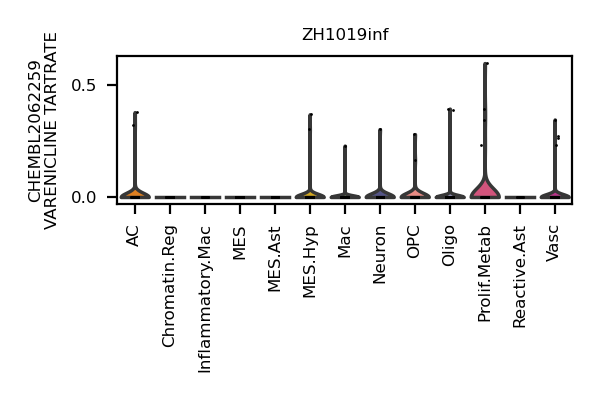 ZH1019inf
CHEMBL2062259
VARENICLINE TARTRATE
0.5
0.0
AC
Chromatin.Reg
Inflammatory.Mac
MES
MES.Ast
MES.Hyp
Mac
Neuron
OPC
Oligo
Prolif.Metab
Reactive.Ast
Vasc